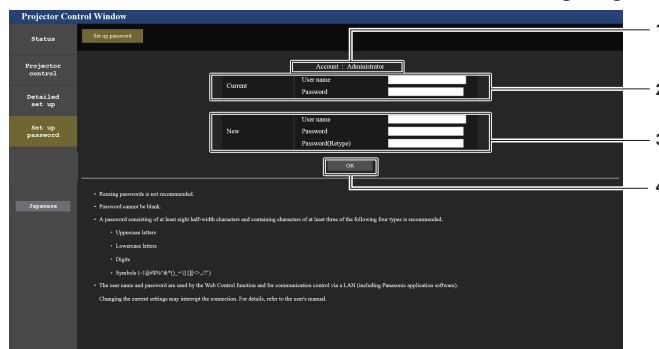 Projector Control Window
Status
Set up password
1
Account : Administrator
Projector
control
Current
User name
Password
2
Detailed
set up
Set up
password
New
User name
Password
Password(Retype)
3
OK
4
Japanese
• Reusing passwords is not recommended.
• Password cannot be blank.
• A password consisting of at least eight half-width characters and containing characters of at least three of the following four types is recommended.
• Uppercase letters
• Lowercase letters
• Digits
• Symbols
• The user name and password are used by the Web Control function and for communication control via a LAN (including Panasonic application software).
Changing the current settings may interrupt the connection. For details, refer to the user's manual.